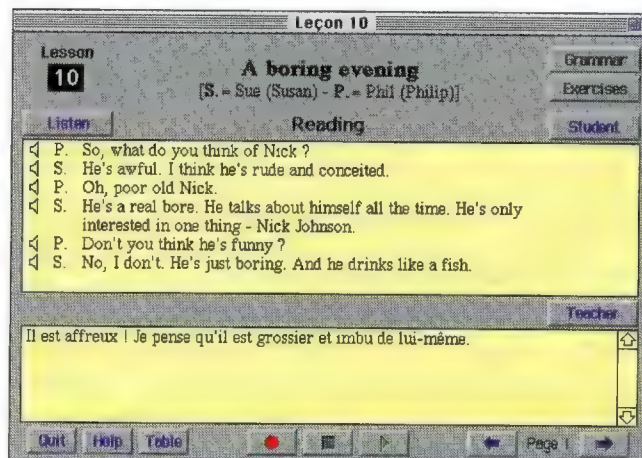 Leçon 10
Lesson
10
A boring evening
[S. = Sue (Susan) - P. = Phil (Philip)]
Grammar
Exercises
Listen
Reading
Student
P. So, what do you think of Nick ?
S. He's awful. I think he's rude and conceited.
P. Oh, poor old Nick.
S. He's a real bore. He talks about himself all the time. He's only
interested in one thing - Nick Johnson.
P. Don't you think he's funny ?
S. No, I don't. He's just boring. And he drinks like a fish.
Teacher
Il est affreux ! Je pense qu'il est grossier et imbu de lui-même.
Quit Help Table Page 1